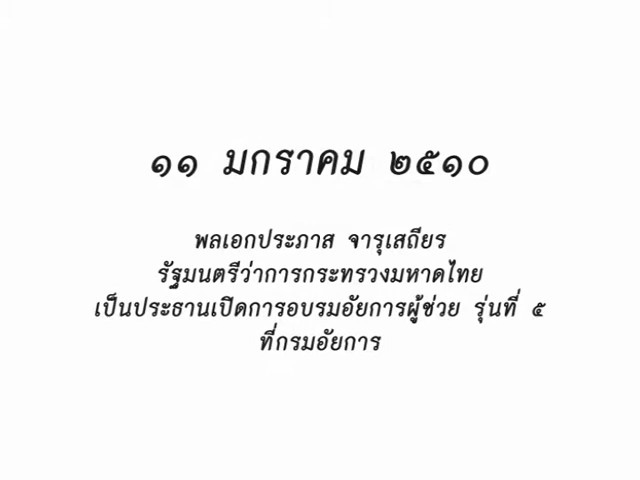 ๑๑ มกราคม ๒๕๑๐
พลเอกประภาส จารุเสถียร
รัฐมนตรีว่าการกระทรวงมหาดไทย
เป็นประธานเปิดการอบรมอัยการผู้ช่วย รุ่นที่ ๕
ที่กรมอัยการ